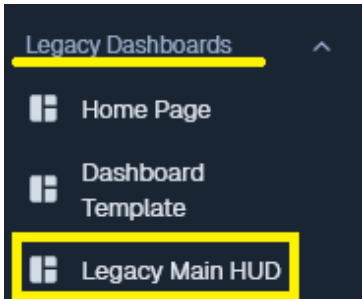 Legacy Dashboards
Home Page
Dashboard
Template
Legacy Main HUD